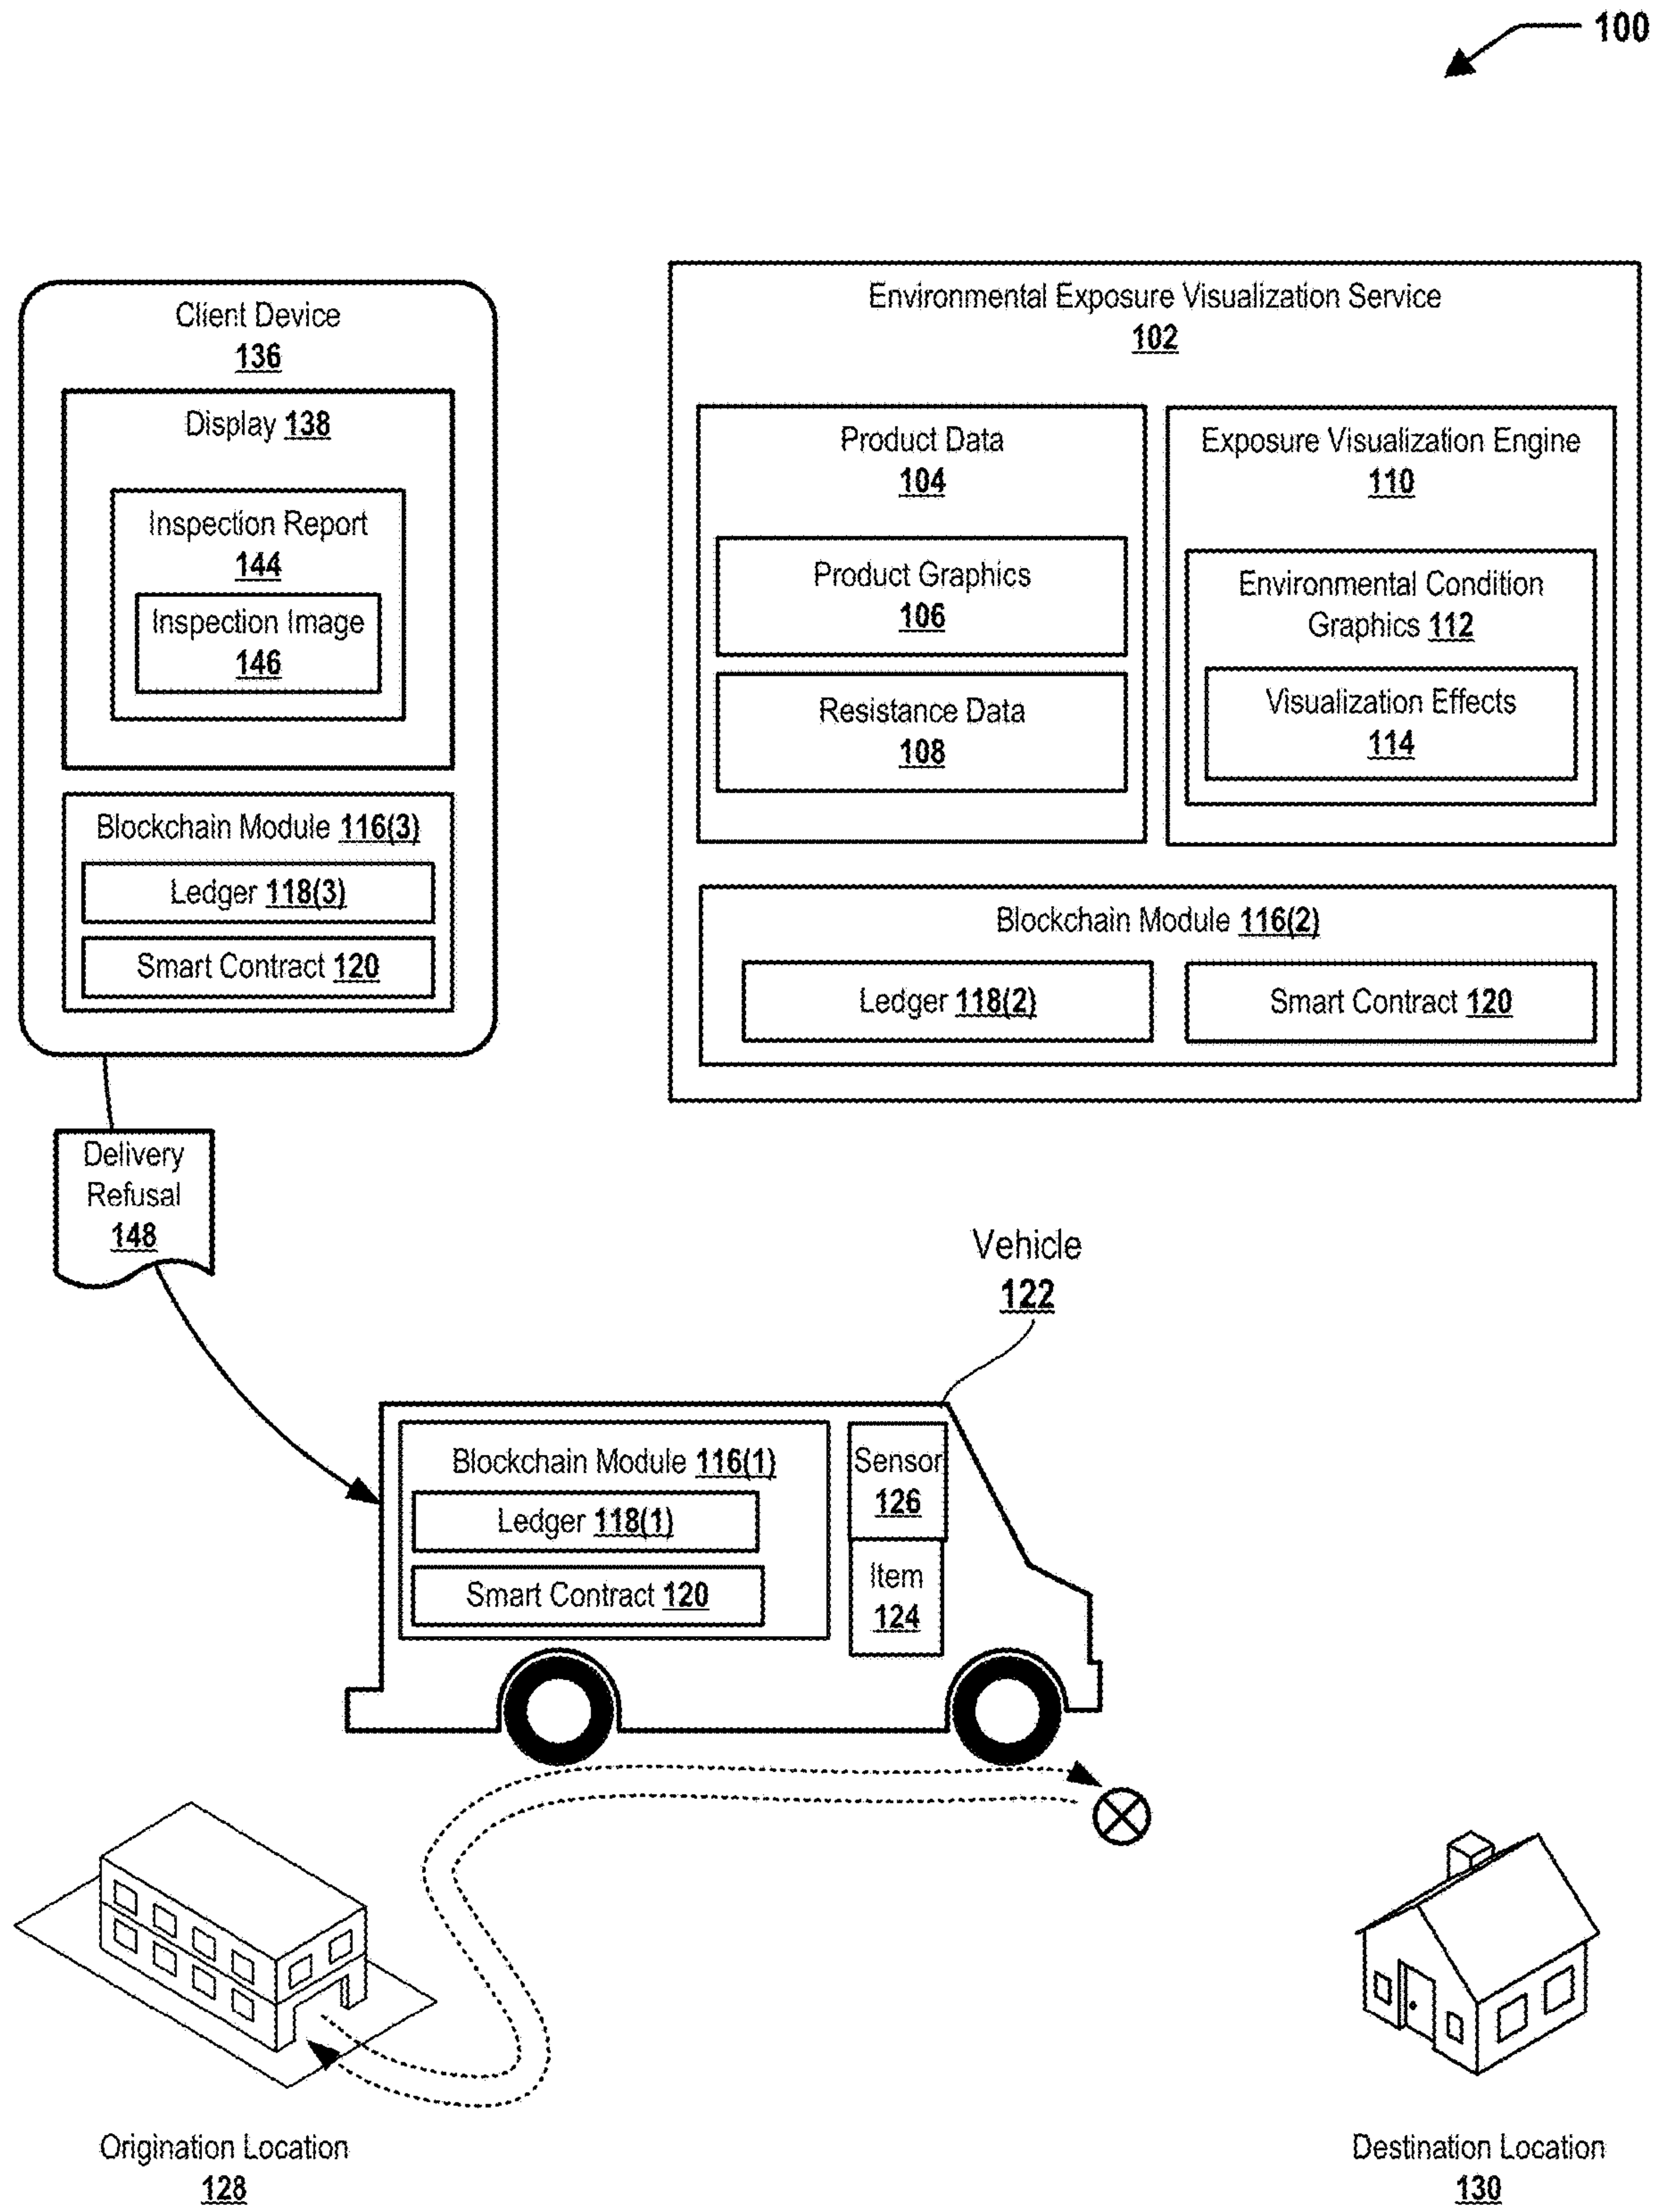 100
Client Device
136
Display 138
Inspection Report
144
Inspection Image
146
Blockchain Module 116(3)
Ledger 118(3)
Smart Contract 120
Environmental Exposure Visualization Service
102
Product Data
104
Product Graphics
106
Resistance Data
108
Exposure Visualization Engine
110
Environmental Condition
Graphics 112
Visualization Effects
114
Blockchain Module 116(2)
Ledger 118(2)
Smart Contract 120
Delivery
Refusal
148
Vehicle
122
Blockchain Module 116(1)
Ledger 118(1)
Smart Contract 120
Sensor
126
Item
124
Origination Location
128
Destination Location
130